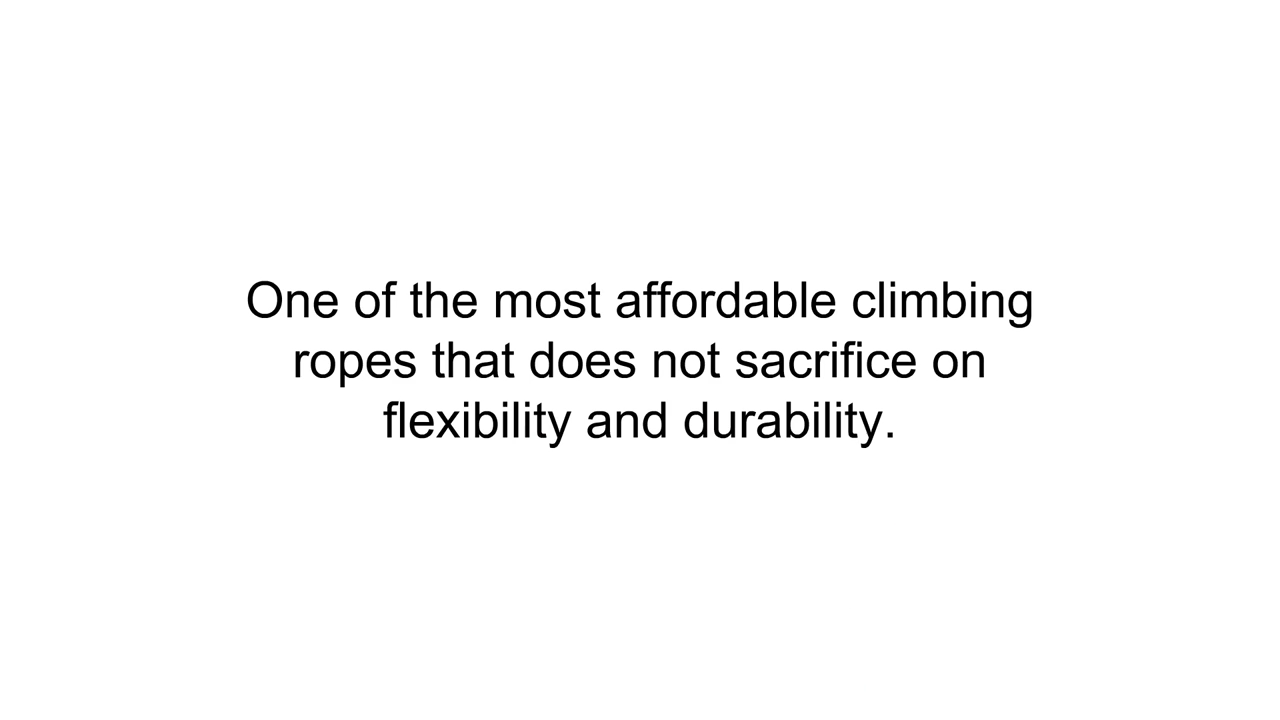 One of the most affordable climbing
ropes that does not sacrifice on
flexibility and durability.